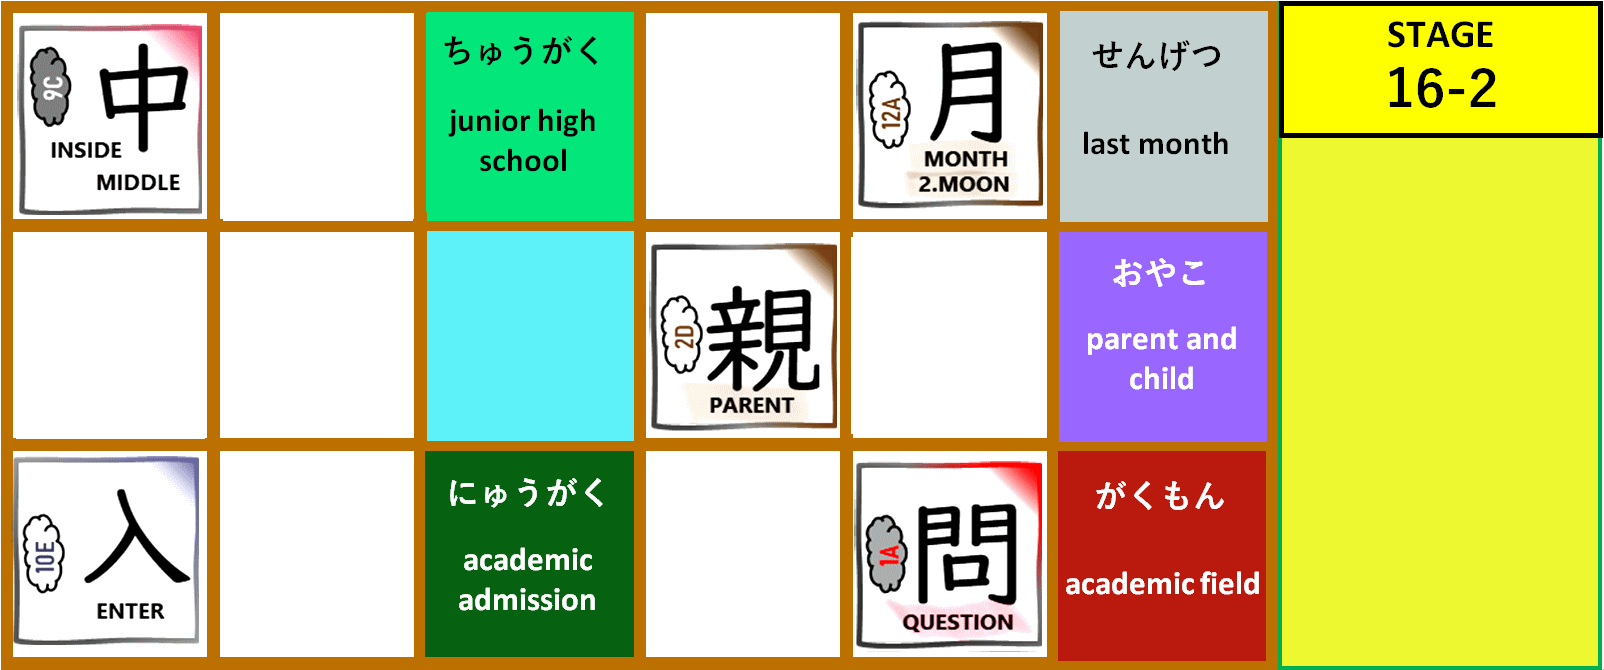 9C
中
INSIDE
MIDDLE
ちゅうがく
junior high
school
12A
月
MONTH
2.MOON
せんげつ
last month
STAGE
16-2
2D
親
PARENT
おやこ
parent and
child
10E
入
ENTER
にゅうがく
academic
admission
1A
問
QUESTION
がくもん
academic field